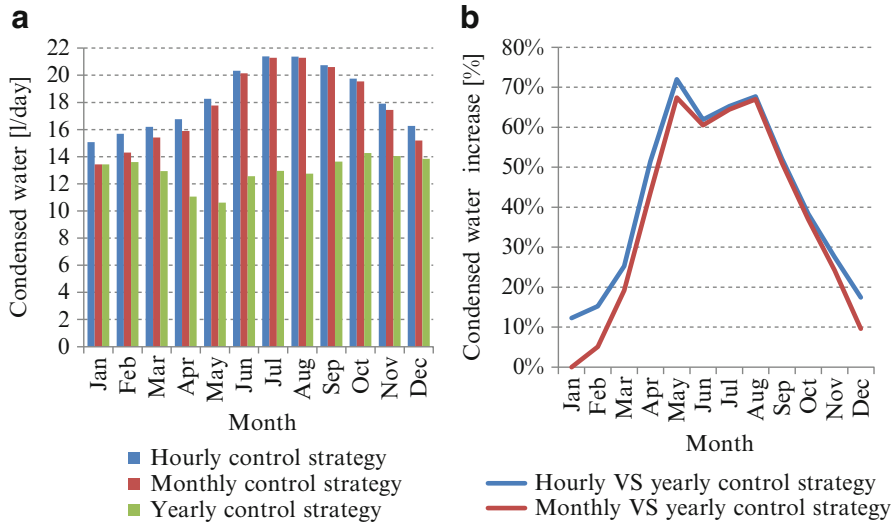 a
Condensed water [l/day]
22
20
18
16
14
12
10
8
6
4
2
0
Jan
Feb
Mar
Apr
May
Jun
Jul
Aug
Sep
Oct
Nov
Dec
Month
Hourly control strategy
Monthly control strategy
Yearly control strategy
b
Condensed water increase [%]
80%
70%
60%
50%
40%
30%
20%
10%
0%
Jan
Feb
Mar
Apr
May
Jun
Jul
Aug
Sep
Oct
Nov
Dec
Month
Hourly VS yearly control strategy
Monthly VS yearly control strategy